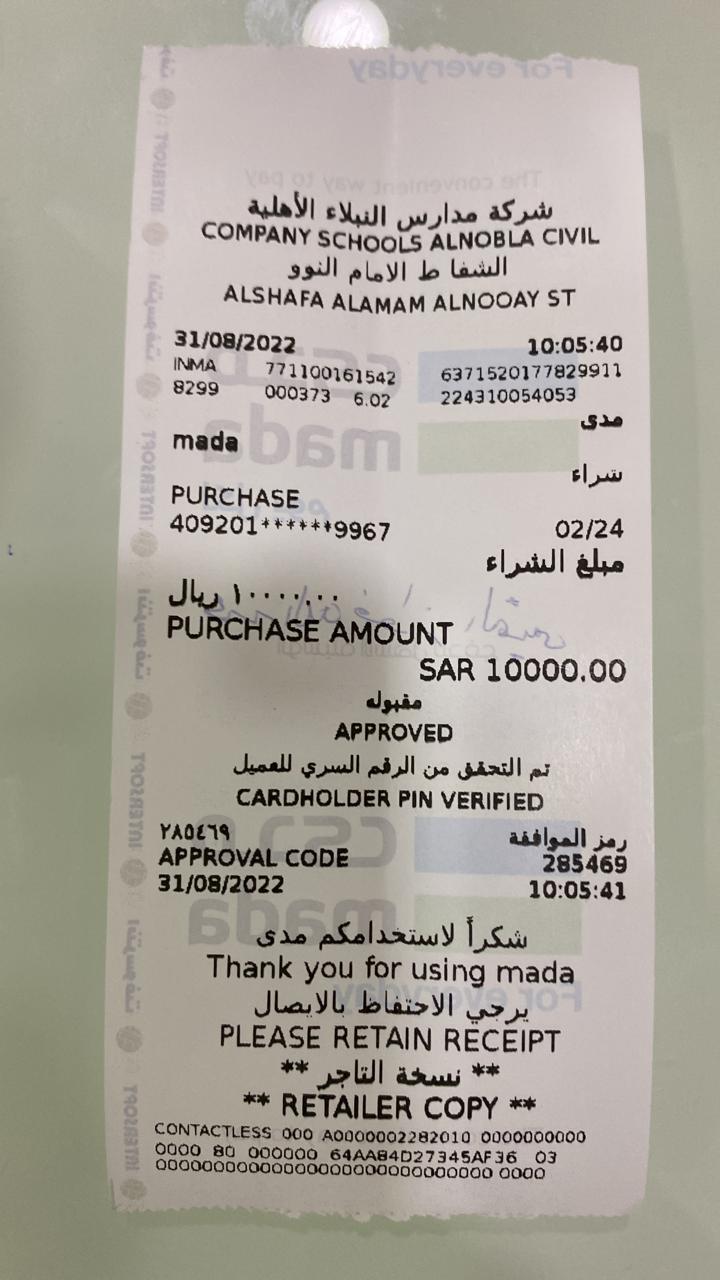 For everyday
The convenient way to pay
شركة مدارس النبلاء الأهلية
COMPANY SCHOOLS ALNOBLA CIVIL
الشفا ط الامام النوو
ALSHAFA ALAMAM ALNOOAY ST
31/08/2022 10:05:40
INMA 771100161542 6371520177829911
8299 000373 6.02 224310054053
مدى
mada
شراء
PURCHASE
409201******9967 02/24
مبلغ الشراء
١٠٠٠٠.٠٠ ريال
PURCHASE AMOUNT
SAR 10000.00
مقبوله
APPROVED
تم التحقق من الرقم السري للعميل
CARDHOLDER PIN VERIFIED
رمز الموافقة ٢٨٥٤٦٩
APPROVAL CODE 285469
31/08/2022 10:05:41
شكراً لاستخدامكم مدى
Thank you for using mada
يرجي الاحتفاظ بالايصال
PLEASE RETAIN RECEIPT
** نسخة التاجر **
** RETAILER COPY **
CONTACTLESS 000 A0000002282010 0000000000
0000 80 000000 64AA84D27345AF36 03
00000000000000000000000000000000 0000